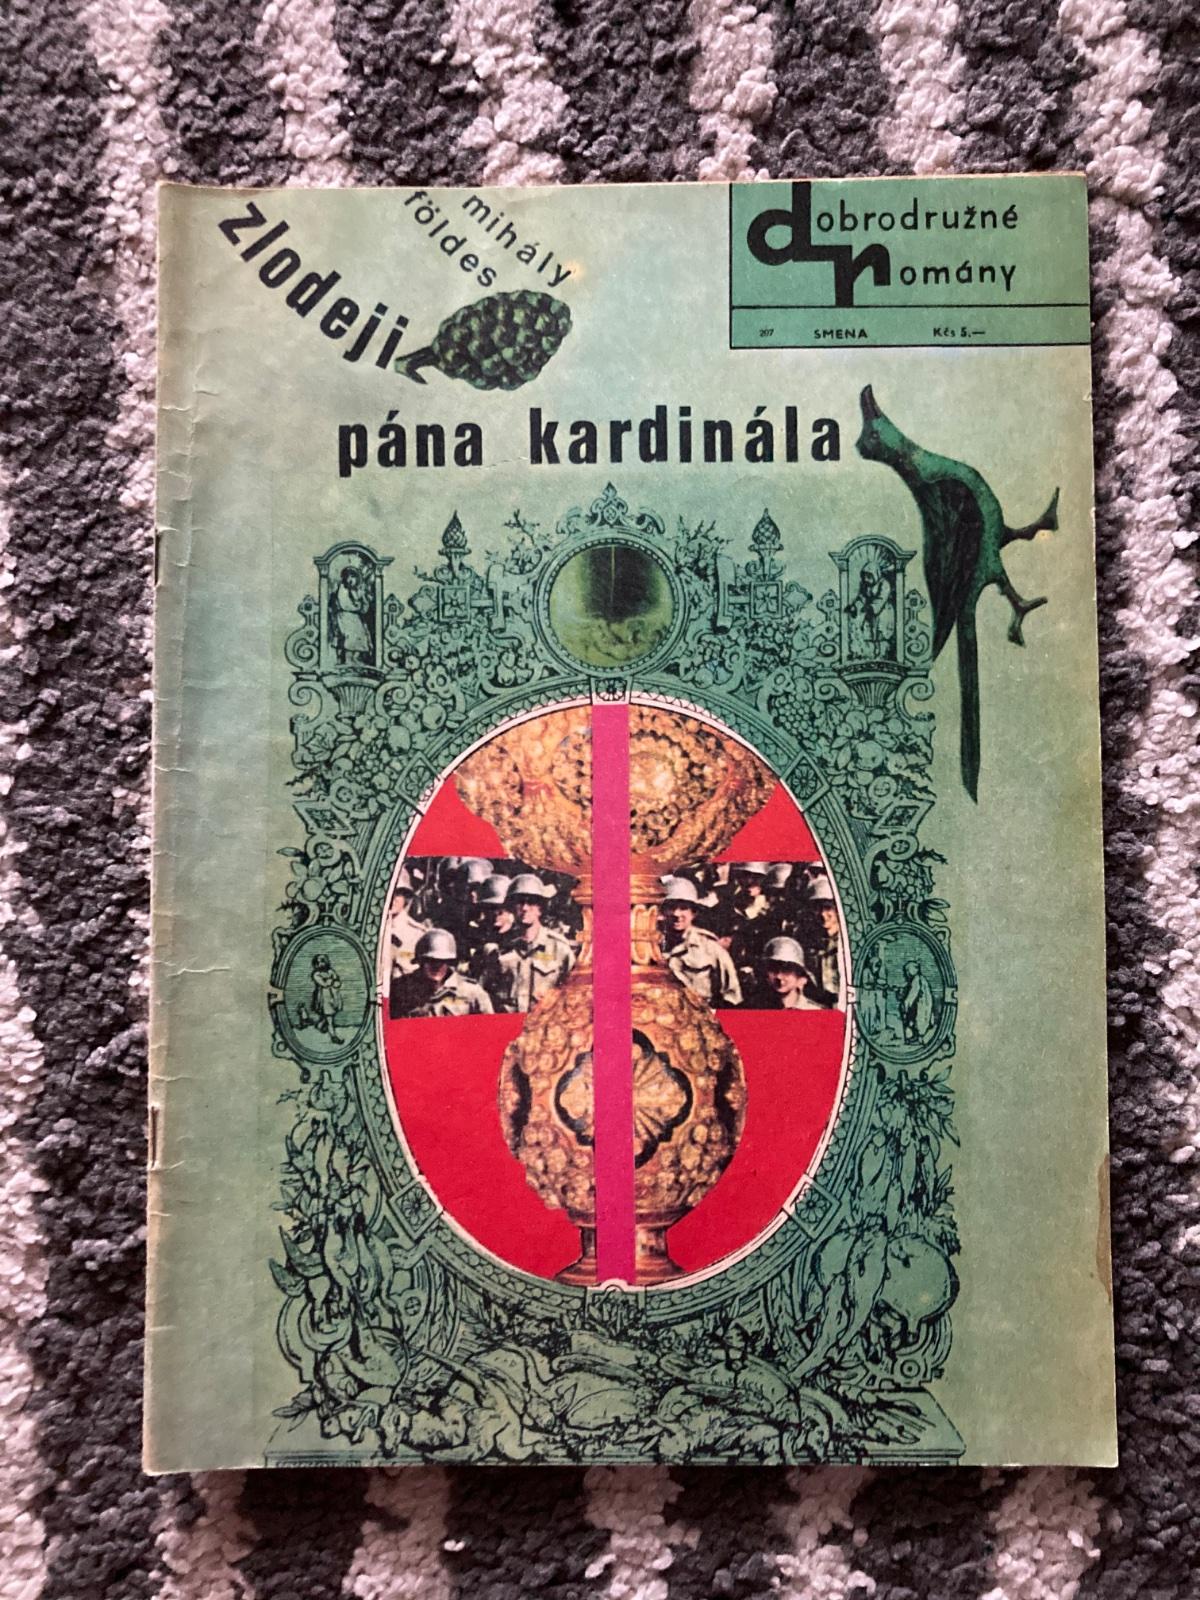 mihály
földes
zlodeji
pána kardinála
dobrodružné
romány
207 SMENA Kčs 5.—